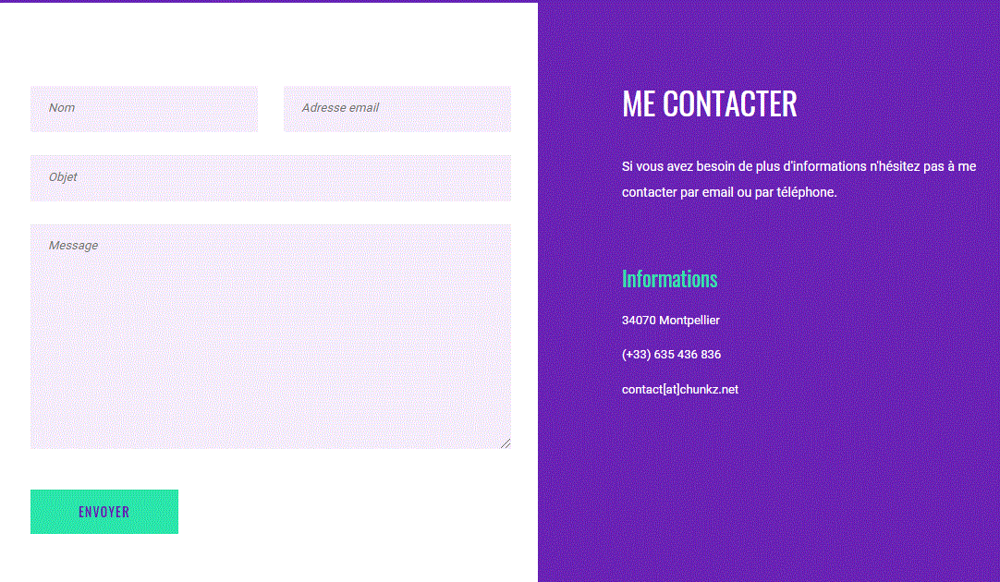 Nom
Adresse email
Objet
Message
ENVOYER
ME CONTACTER
Si vous avez besoin de plus d'informations n'hésitez pas à me
contacter par email ou par téléphone.
Informations
34070 Montpellier
(+33) 635 436 836
contact[at]chunkz.net